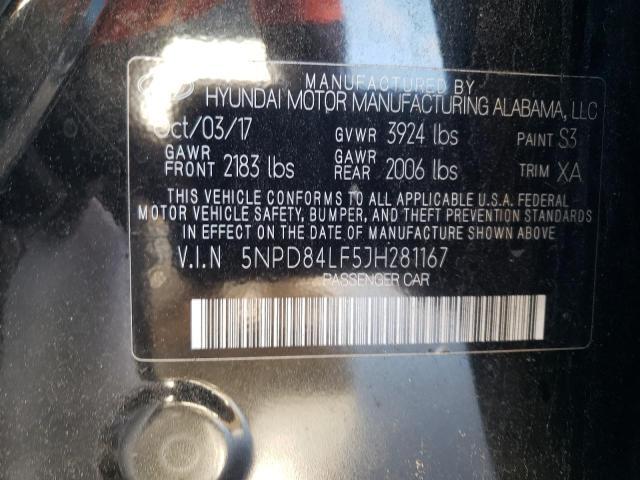 MANUFACTURED BY
HYUNDAI MOTOR MANUFACTURING ALABAMA, LLC
Oct/03/17 GVWR 3924 lbs PAINT S3
GAWR FRONT 2183 lbs GAWR REAR 2006 lbs TRIM XA
THIS VEHICLE CONFORMS TO ALL APPLICABLE U.S.A. FEDERAL
MOTOR VEHICLE SAFETY, BUMPER, AND THEFT PREVENTION STANDARDS
IN EFFECT ON THE DATE OF MANUFACTURE SHOWN ABOVE.
V.I.N 5NPD84LF5JH281167
PASSENGER CAR